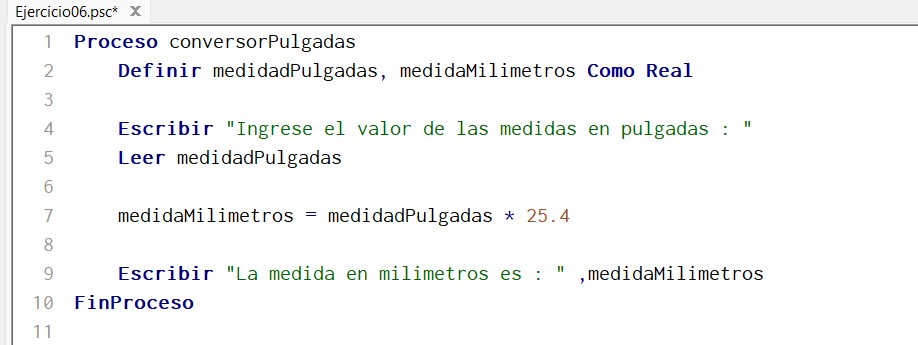 Ejercicio06.psc* X
1 Proceso conversorPulgadas
2 Definir medidadPulgadas, medidaMilimetros Como Real
3
4 Escribir "Ingrese el valor de las medidas en pulgadas : "
5 Leer medidadPulgadas
6
7 medidaMilimetros = medidadPulgadas * 25.4
8
9 Escribir "La medida en milimetros es : " ,medidaMilimetros
10 FinProceso
11